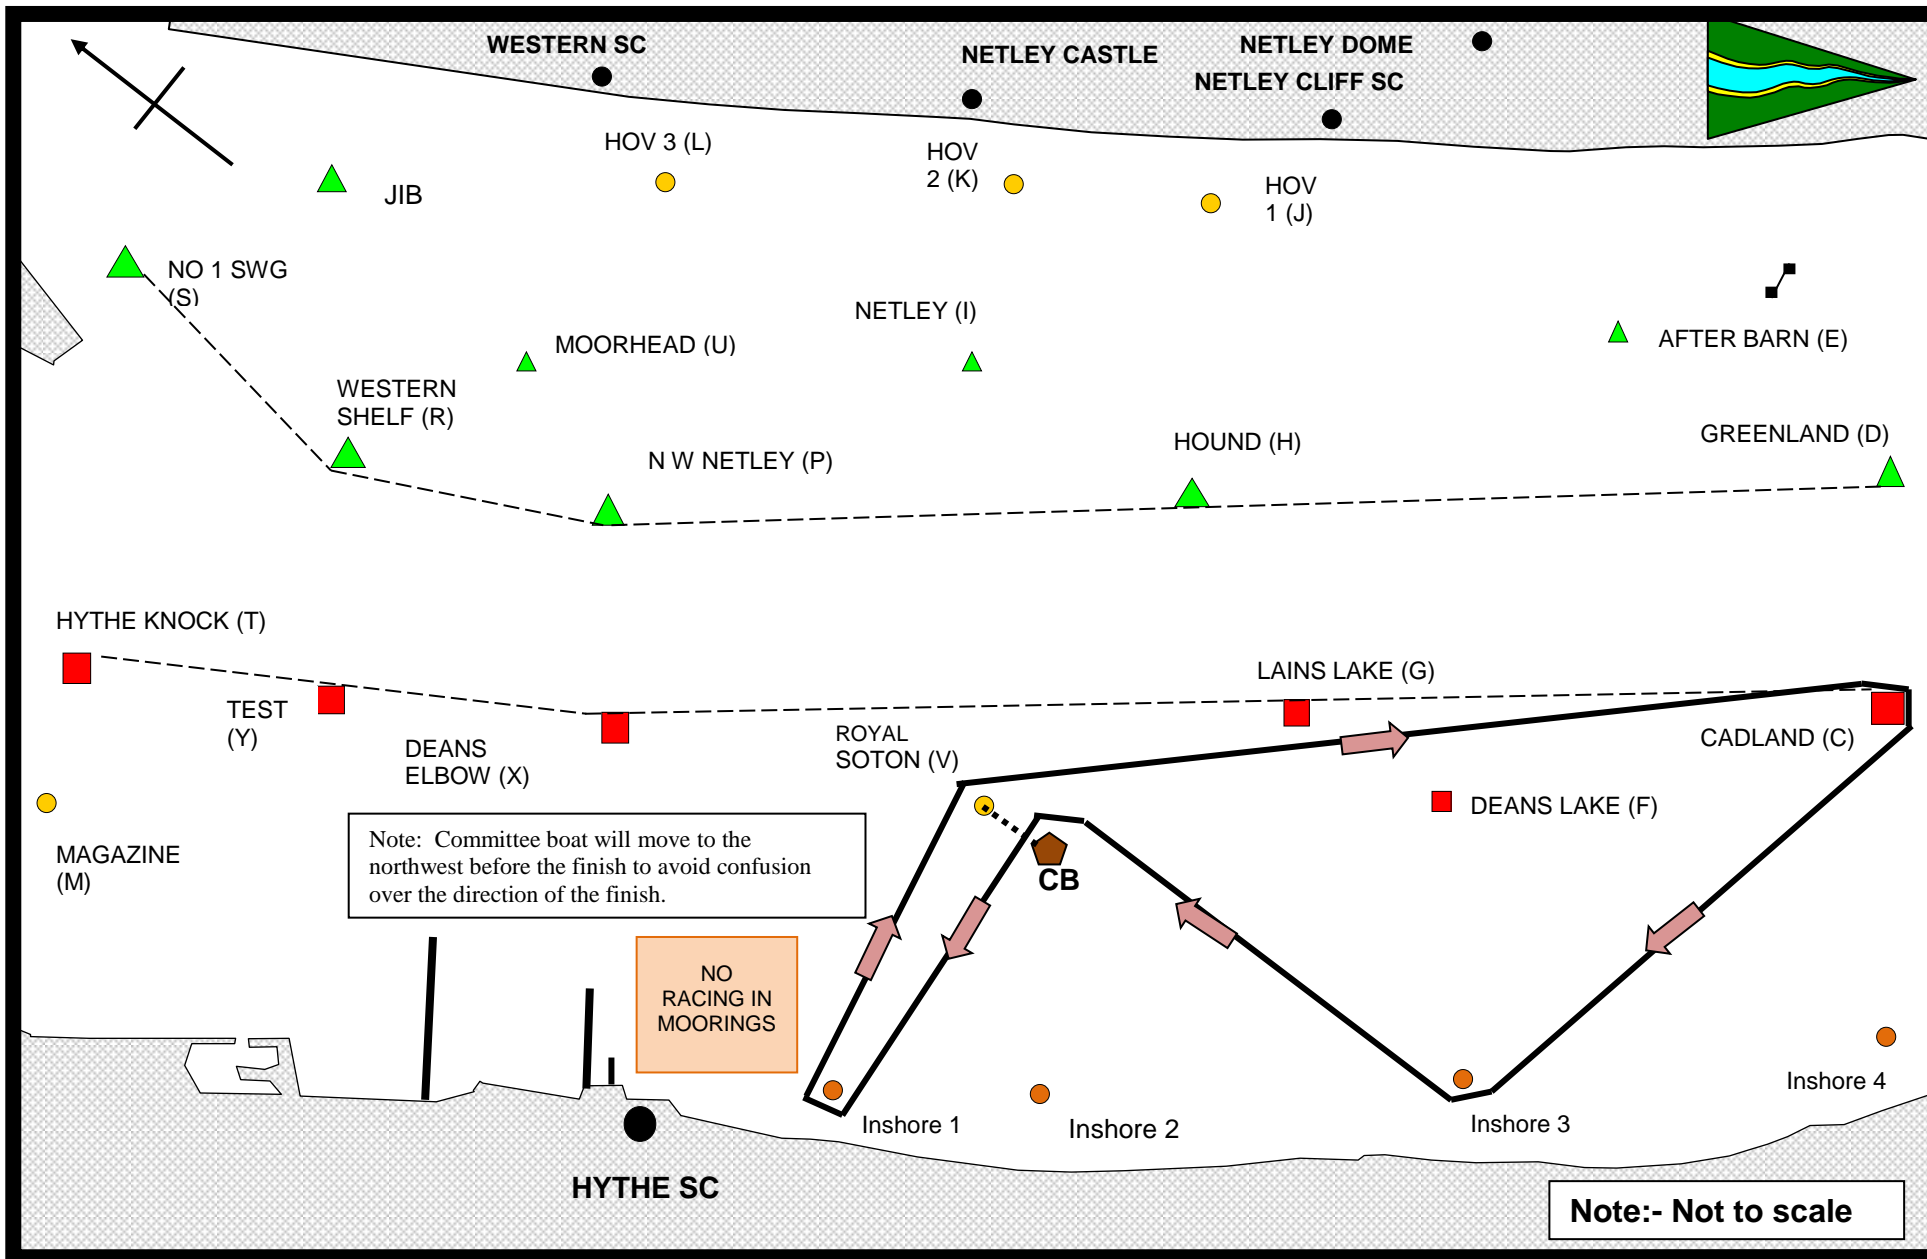 WESTERN SC
NETLEY CASTLE
NETLEY DOME
NETLEY CLIFF SC
HOV 3 (L)
HOV
2 (K)
HOV
1 (J)
JIB
NO 1 SWG
(S)
NETLEY (I)
MOORHEAD (U)
AFTER BARN (E)
WESTERN
SHELF (R)
N W NETLEY (P)
HOUND (H)
GREENLAND (D)
HYTHE KNOCK (T)
TEST
(Y)
DEANS
ELBOW (X)
ROYAL
SOTON (V)
LAINS LAKE (G)
CADLAND (C)
DEANS LAKE (F)
MAGAZINE
(M)
Note: Committee boat will move to the
northwest before the finish to avoid confusion
over the direction of the finish.
CB
NO
RACING IN
MOORINGS
Inshore 1
Inshore 2
Inshore 3
Inshore 4
HYTHE SC
Note:- Not to scale